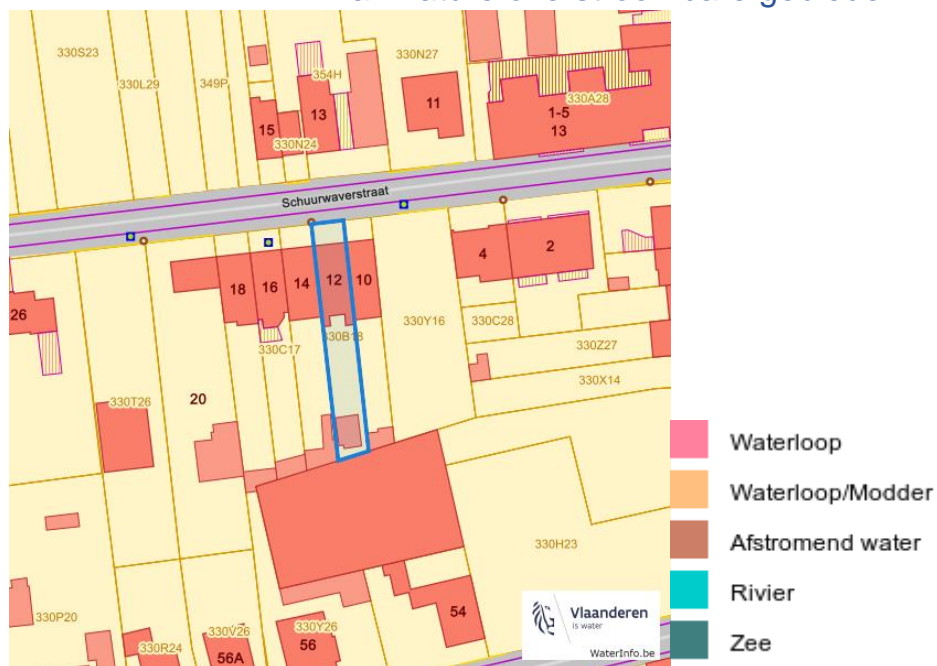 330S23
330L29
349P
354H
330N27
330A28
15
13
11
1-5
13
330N24
Schuurwaverstraat
26
18
16
14
12
10
4
2
330C17
330B18
330Y16
330C28
330Z27
330X14
330T26
20
330H23
330P20
330R24
330V26
56A
330Y26
56
54
Vlaanderen
is water
WaterInfo.be
Waterloop
Waterloop/Modder
Afstromend water
Rivier
Zee